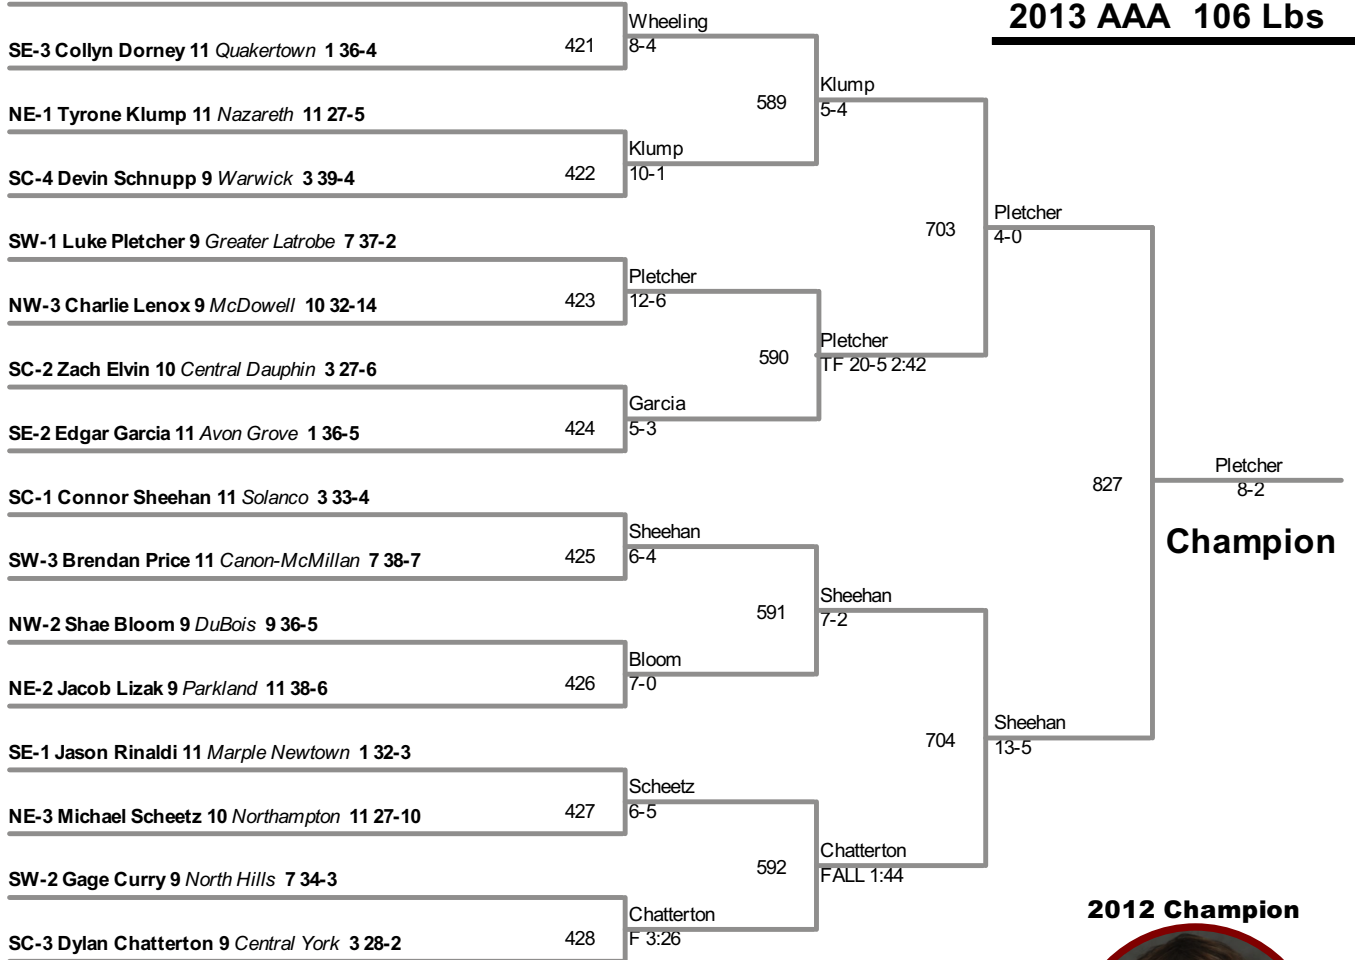 2013 AAA 106 Lbs
SE-3 Collyn Dorney 11 Quakertown 1 36-4
NE-1 Tyrone Klump 11 Nazareth 11 27-5
SC-4 Devin Schnupp 9 Warwick 3 39-4
SW-1 Luke Pletcher 9 Greater Latrobe 7 37-2
NW-3 Charlie Lenox 9 McDowell 10 32-14
SC-2 Zach Elvin 10 Central Dauphin 3 27-6
SE-2 Edgar Garcia 11 Avon Grove 1 36-5
SC-1 Connor Sheehan 11 Solanco 3 33-4
SW-3 Brendan Price 11 Canon-McMillan 7 38-7
NW-2 Shae Bloom 9 DuBois 9 36-5
NE-2 Jacob Lizak 9 Parkland 11 38-6
SE-1 Jason Rinaldi 11 Marple Newtown 1 32-3
NE-3 Michael Scheetz 10 Northampton 11 27-10
SW-2 Gage Curry 9 North Hills 7 34-3
SC-3 Dylan Chatterton 9 Central York 3 28-2
421
Wheeling
8-4
422
Klump
10-1
423
Pletcher
12-6
424
Garcia
5-3
425
Sheehan
6-4
426
Bloom
7-0
427
Scheetz
6-5
428
Chatterton
F 3:26
589
Klump
5-4
590
Pletcher
TF 20-5 2:42
591
Sheehan
7-2
592
Chatterton
FALL 1:44
703
Pletcher
4-0
704
Sheehan
13-5
827
Pletcher
8-2
Champion
2012 Champion